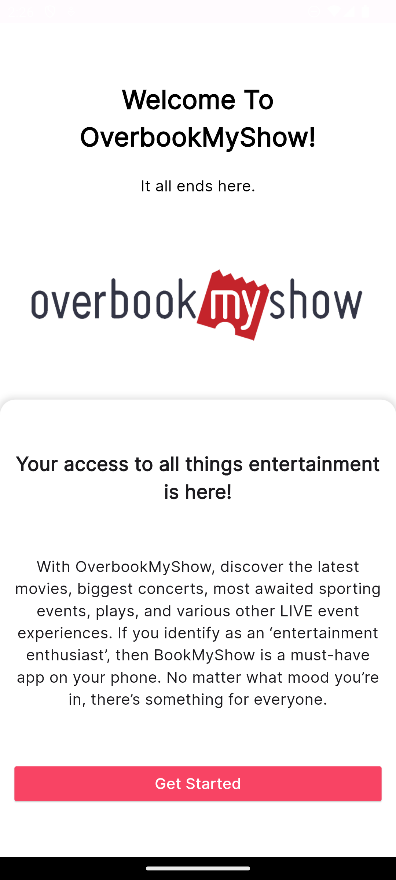 Welcome To
OverbookMyShow!
It all ends here.
overbook my show
Your access to all things entertainment
is here!
With OverbookMyShow, discover the latest
movies, biggest concerts, most awaited sporting
events, plays, and various other LIVE event
experiences. If you identify as an ‘entertainment
enthusiast’, then BookMyShow is a must-have
app on your phone. No matter what mood you’re
in, there’s something for everyone.
Get Started